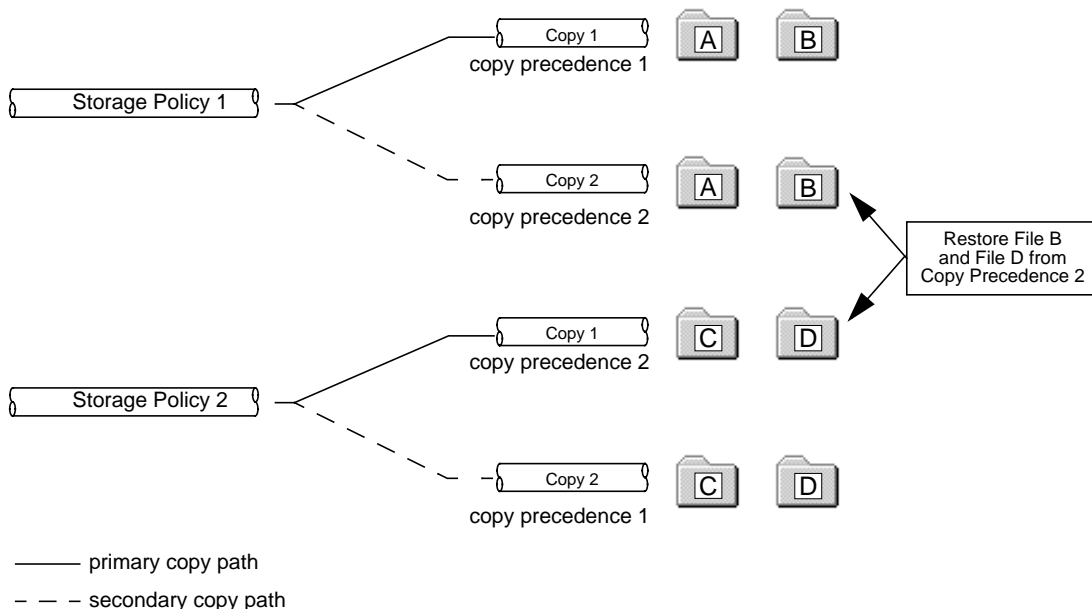 Copy 1
A
B
copy precedence 1
Storage Policy 1
Copy 2
A
B
copy precedence 2
Restore File B
and File D from
Copy Precedence 2
Copy 1
C
D
copy precedence 2
Storage Policy 2
Copy 2
C
D
copy precedence 1
primary copy path
secondary copy path